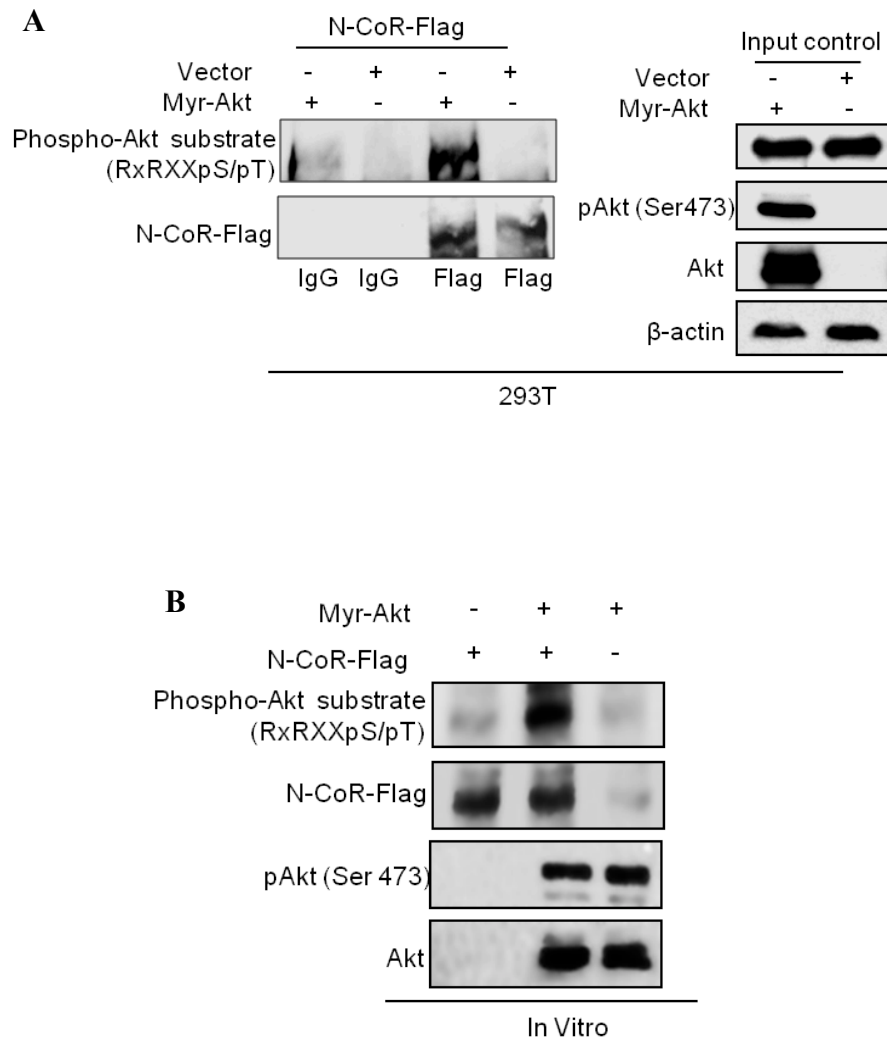 A
N-CoR-Flag
Vector - + - +
Myr-Akt + - + -
Phospho-Akt substrate
(RxRXXpS/pT)
N-CoR-Flag
IgG IgG Flag Flag
Input control
Vector - +
Myr-Akt + -
pAkt (Ser473)
Akt
β-actin
293T
B
Myr-Akt - + +
N-CoR-Flag + + -
Phospho-Akt substrate
(RxRXXpS/pT)
N-CoR-Flag
pAkt (Ser 473)
Akt
In Vitro